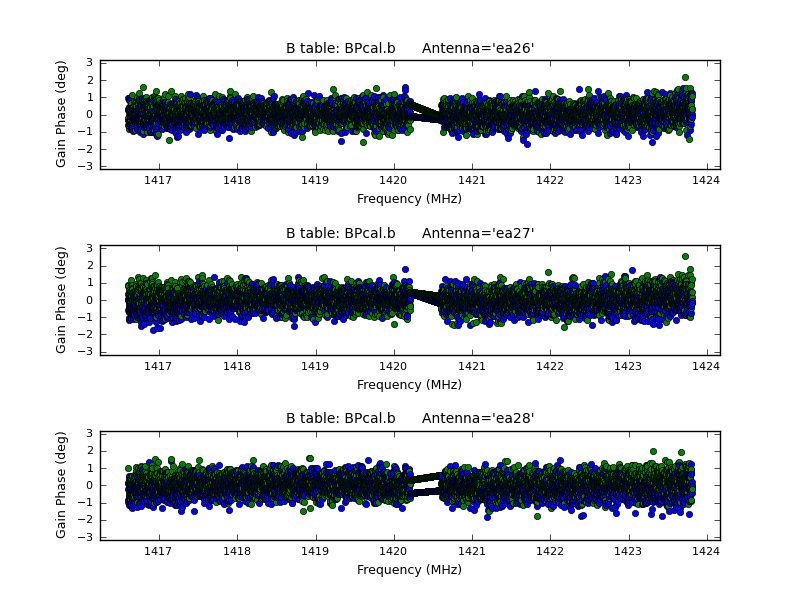 B table: BPcal.b Antenna='ea26'
Gain Phase (deg)
3
2
1
0
−1
−2
−3
1417 1418 1419 1420 1421 1422 1423 1424
Frequency (MHz)
B table: BPcal.b Antenna='ea27'
Gain Phase (deg)
3
2
1
0
−1
−2
−3
1417 1418 1419 1420 1421 1422 1423 1424
Frequency (MHz)
B table: BPcal.b Antenna='ea28'
Gain Phase (deg)
3
2
1
0
−1
−2
−3
1417 1418 1419 1420 1421 1422 1423 1424
Frequency (MHz)